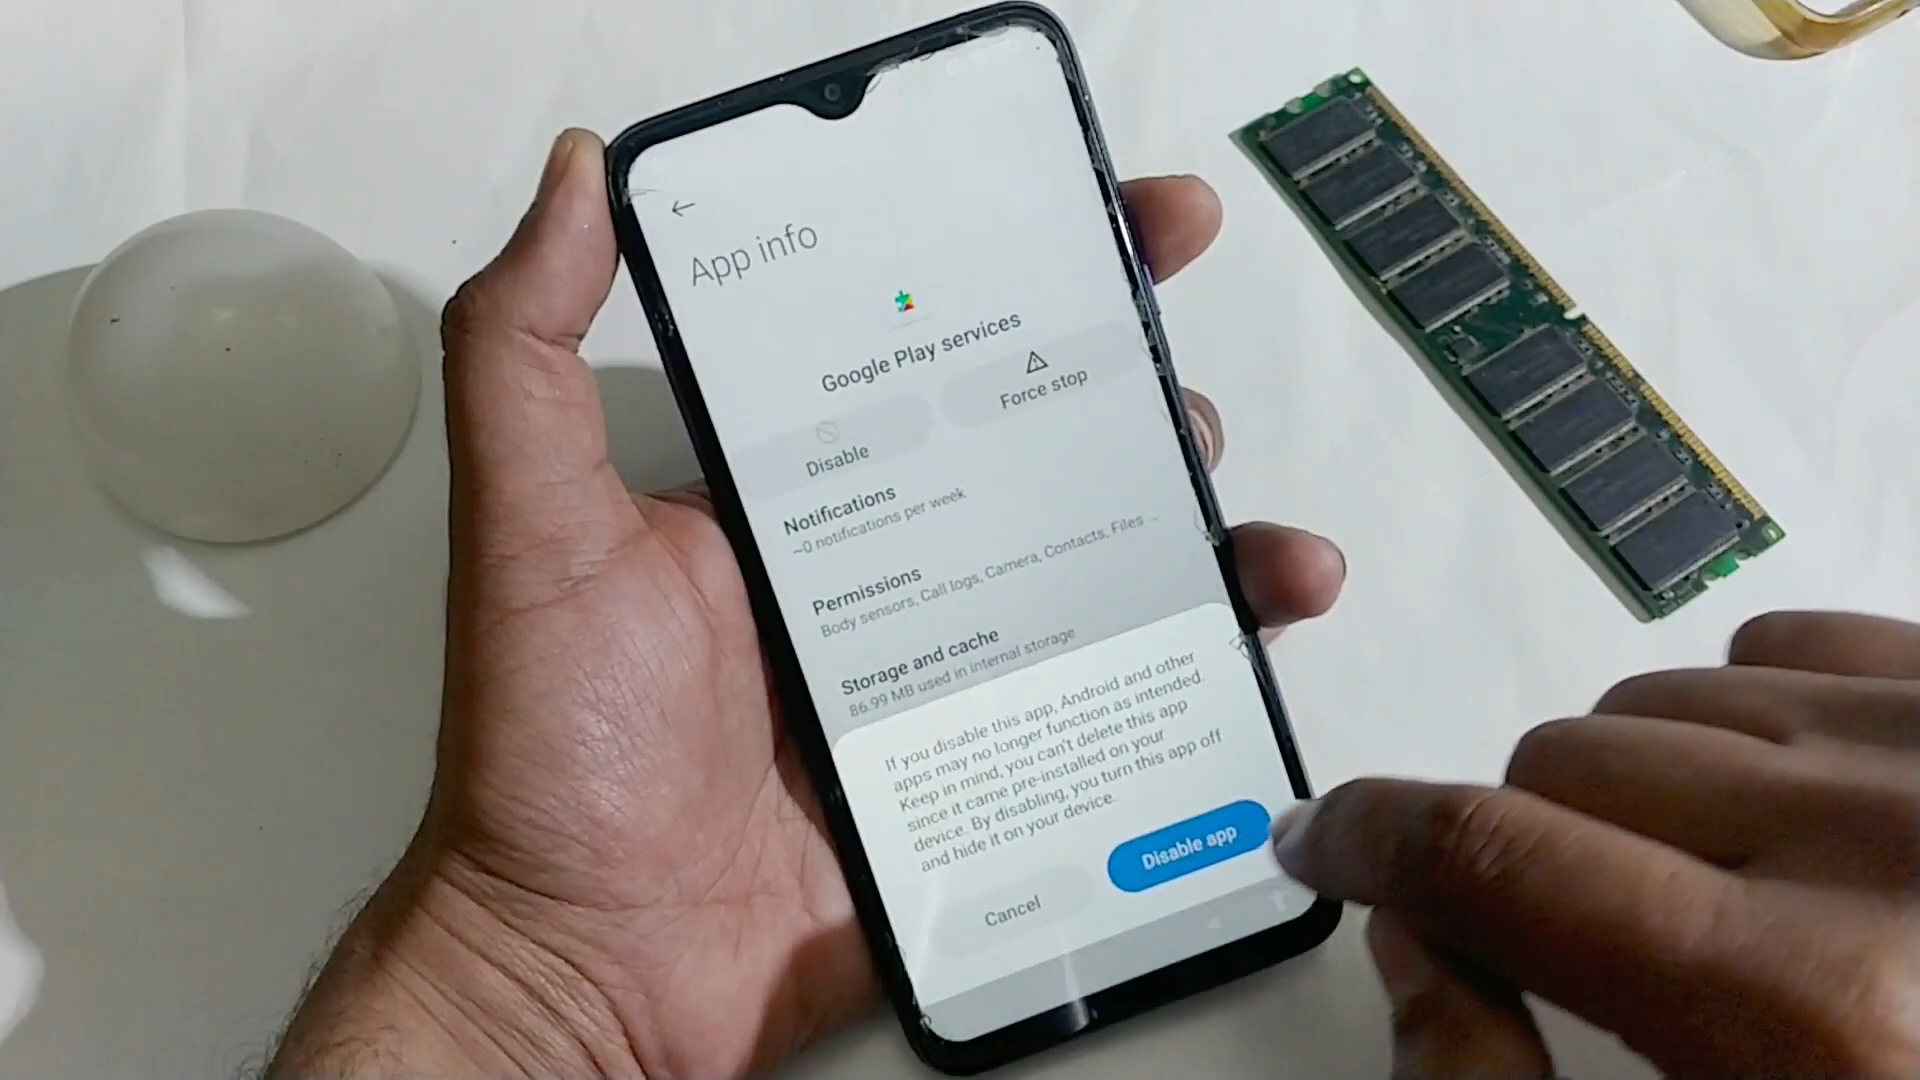 App info
Google Play services
Disable
Force stop
Notifications
~0 notifications per week
Permissions
Body sensors, Call logs, Camera, Contacts, Files ...
Storage and cache
86.99 MB used in internal storage
If you disable this app, Android and other
apps may no longer function as intended.
Keep in mind, you can't delete this app
since it came pre-installed on your
device. By disabling, you turn this app off
and hide it on your device.
Cancel
Disable app